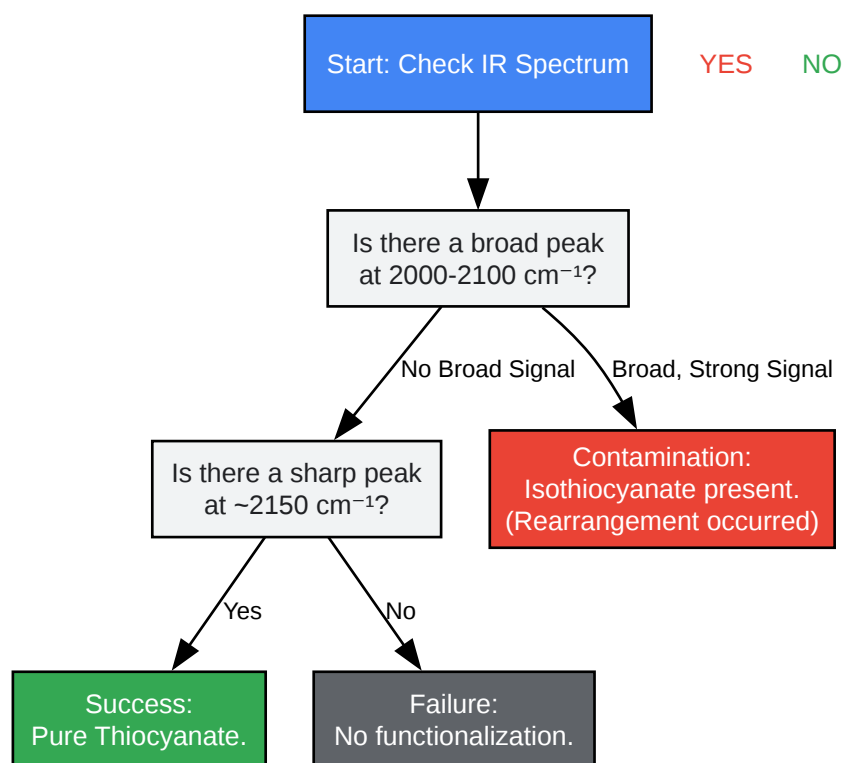 Start: Check IR Spectrum
YES
NO
Is there a broad peak
at 2000-2100 cm⁻¹?
No Broad Signal
Broad, Strong Signal
Is there a sharp peak
at ~2150 cm⁻¹?
Contamination:
Isothiocyanate present.
(Rearrangement occurred)
Yes
No
Success:
Pure Thiocyanate.
Failure:
No functionalization.